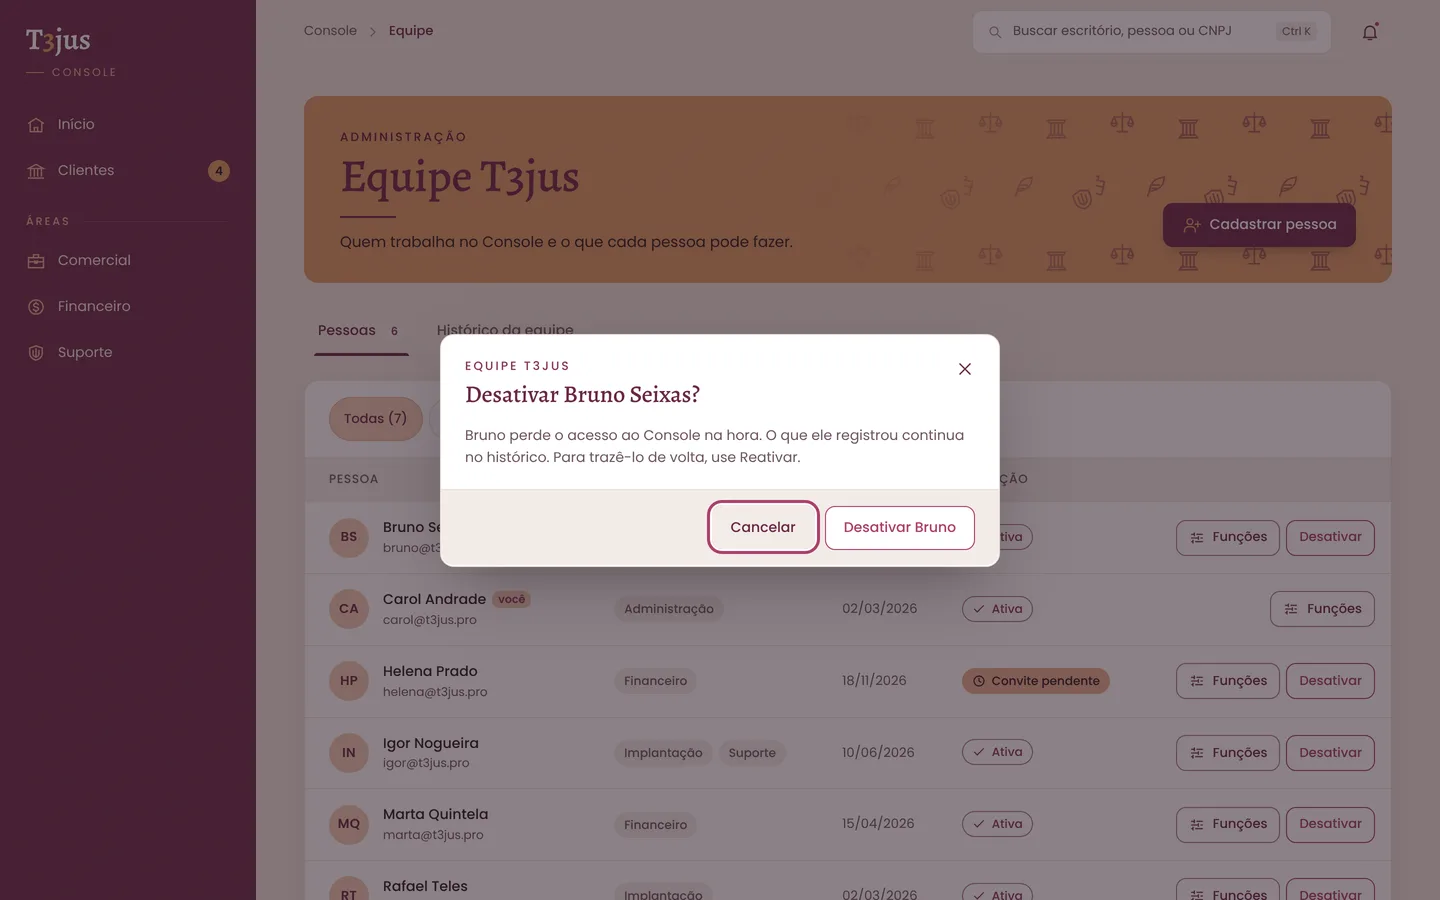 T3jus
CONSOLE
Início
Clientes
4
ÁREAS
Comercial
Financeiro
Suporte
Console
Equipe
Buscar escritório, pessoa ou CNPJ
Ctrl K
ADMINISTRAÇÃO
Equipe T3jus
Quem trabalha no Console e o que cada pessoa pode fazer.
Cadastrar pessoa
Pessoas 6
Histórico da equipe
EQUIPE T3JUS
Desativar Bruno Seixas?
Bruno perde o acesso ao Console na hora. O que ele registrou continua
no histórico. Para trazê-lo de volta, use Reativar.
Cancelar
Desativar Bruno
Todas (7)
PESSOA
BS
Funções
Desativar
CA
Carol Andrade você
carol@t3jus.pro
Administração
02/03/2026
Ativa
Funções
HP
Helena Prado
helena@t3jus.pro
Financeiro
18/11/2026
Convite pendente
Funções
Desativar
IN
Igor Nogueira
igor@t3jus.pro
Implantação
Suporte
10/06/2026
Ativa
Funções
Desativar
MQ
Marta Quintela
marta@t3jus.pro
Financeiro
15/04/2026
Ativa
Funções
Desativar
RT
Rafael Teles
Implantação
02/03/2026
Ativa
Funções
Desativar